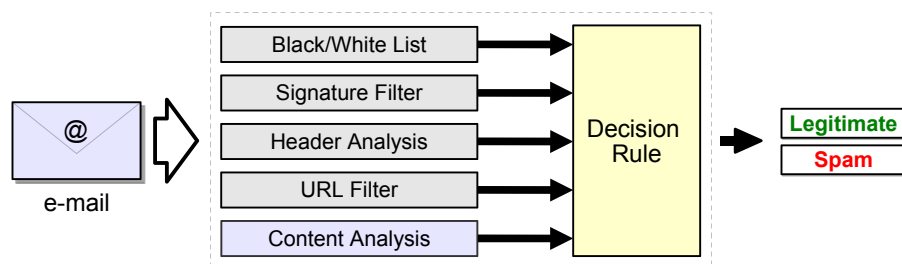 @
e-mail
Black/White List
Signature Filter
Header Analysis
URL Filter
Content Analysis
Decision
Rule
Legitimate
Spam